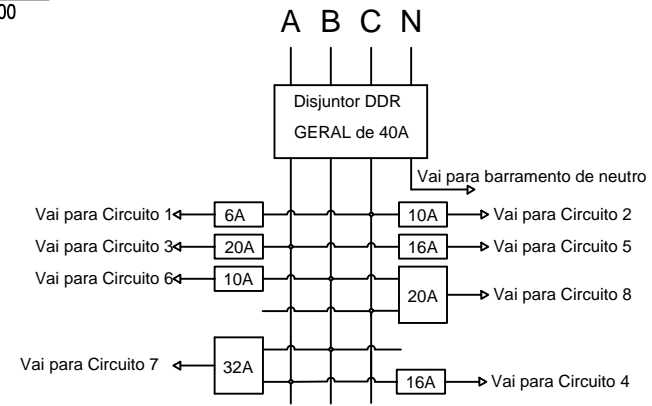 00
A B C N
Disjuntor DDR
GERAL de 40A
Vai para barramento de neutro
Vai para Circuito 1 6A 10A Vai para Circuito 2
Vai para Circuito 3 20A 16A Vai para Circuito 5
Vai para Circuito 6 10A
20A Vai para Circuito 8
Vai para Circuito 7 32A
16A Vai para Circuito 4